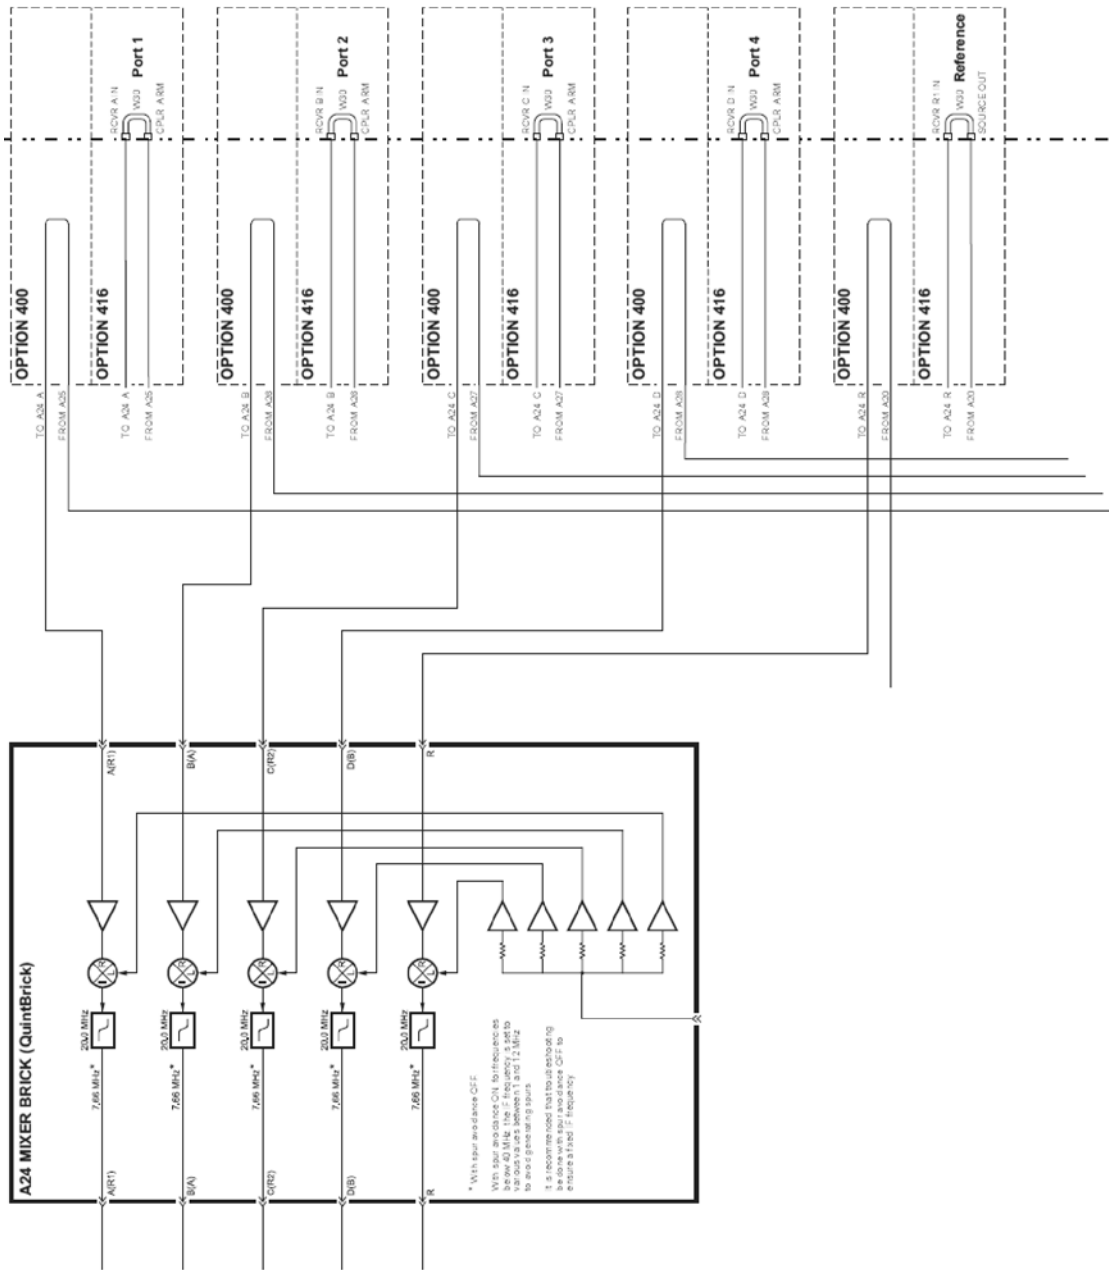 Port 1
RCVR A IN
W30
CPLR ARM
OPTION 400
OPTION 416
TO A24 A
FROM A25
TO A24 A
FROM A25
Port 2
RCVR B IN
W30
CPLR ARM
OPTION 400
OPTION 416
TO A24 B
FROM A26
TO A24 B
FROM A26
Port 3
RCVR C IN
W30
CPLR ARM
OPTION 400
OPTION 416
TO A24 C
FROM A27
TO A24 C
FROM A27
Port 4
RCVR D IN
W30
CPLR ARM
OPTION 400
OPTION 416
TO A24 D
FROM A28
TO A24 D
FROM A28
Reference
RCVR R1 IN
W30
SOURCE OUT
OPTION 400
OPTION 416
TO A24 R
FROM A20
TO A24 R
FROM A20
A24 MIXER BRICK (QuintBrick)
A(R1)
B(A)
C(R2)
D(B)
R
R
L
I
R
L
I
R
L
I
R
L
I
R
L
I
20.0 MHz
20.0 MHz
20.0 MHz
20.0 MHz
20.0 MHz
7.66 MHz*
7.66 MHz*
7.66 MHz*
7.66 MHz*
7.66 MHz*
A(R1)
B(A)
C(R2)
D(B)
R
* With spur avoidance OFF.
With spur avoidance ON, for frequencies
below 40 MHz, the IF frequency is set to
various values between 1 and 12 MHz
to avoid generating spurs.
It is recommended that troubleshooting
be done with spur avoidance OFF to
ensure a fixed IF frequency.